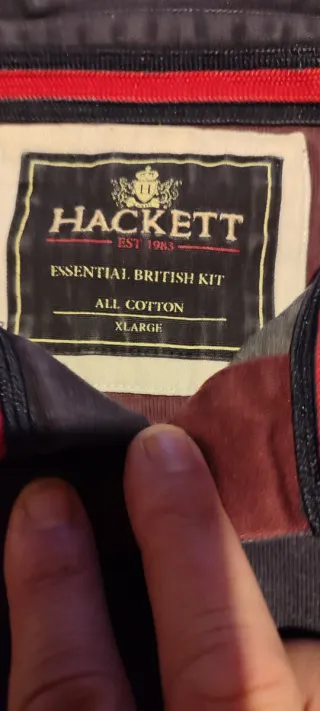 H
HACKETT
EST 1983
ESSENTIAL BRITISH KIT
ALL COTTON
XLARGE